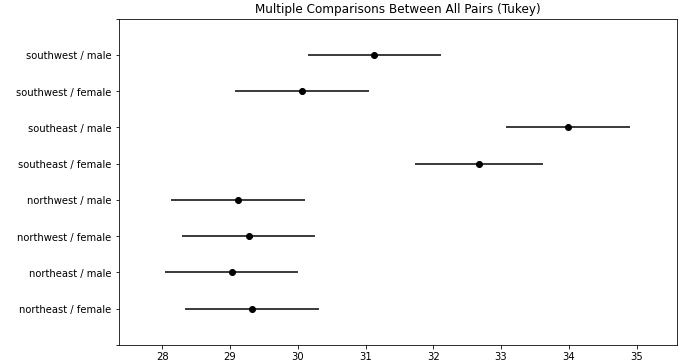 Multiple Comparisons Between All Pairs (Tukey)
southwest / male
southwest / female
southeast / male
southeast / female
northwest / male
northwest / female
northeast / male
northeast / female
28 29 30 31 32 33 34 35